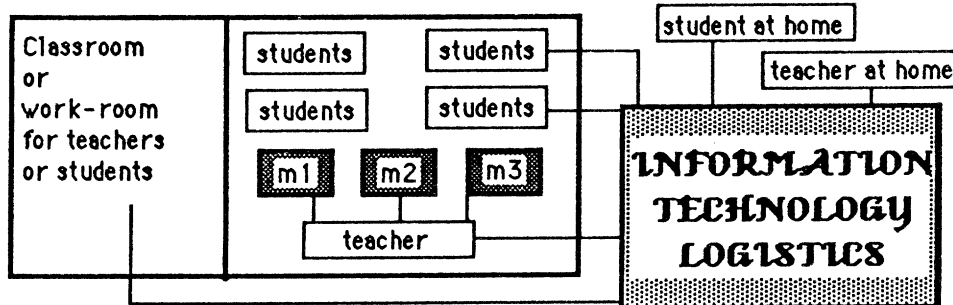 Classroom
or
work-room
for teachers
or students
students
students
students
students
m1
m2
m3
teacher
student at home
teacher at home
INFORMATION
TECHNOLOGY
LOGISTICS